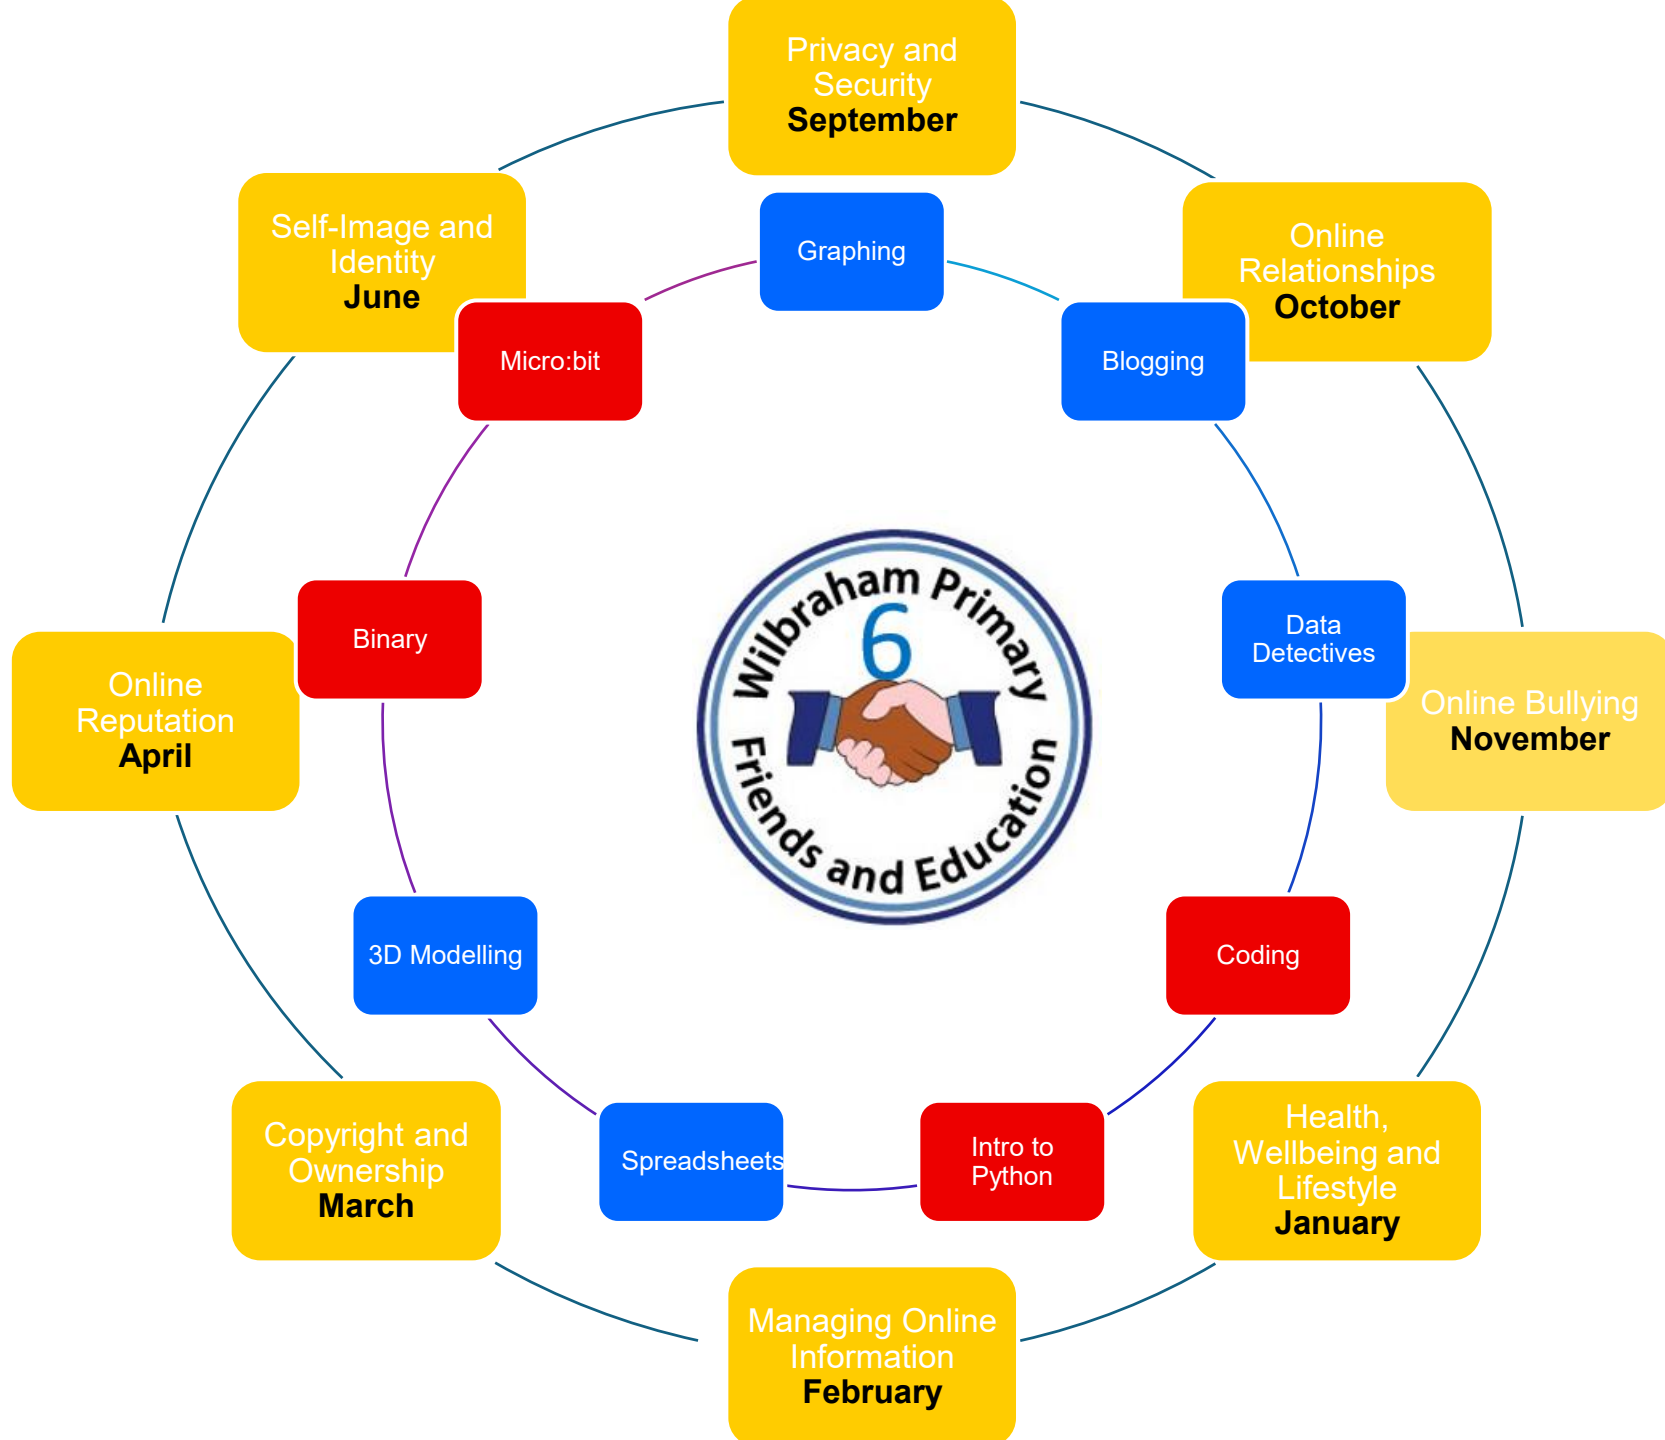 Privacy and
Security
September
Online
Relationships
October
Online Bullying
November
Health,
Wellbeing and
Lifestyle
January
Managing Online
Information
February
Copyright and
Ownership
March
Online
Reputation
April
Self-Image and
Identity
June
Graphing
Blogging
Data
Detectives
Coding
Intro to
Python
Spreadsheets
3D Modelling
Binary
Micro:bit
Wilbraham Primary
6
Friends and Education